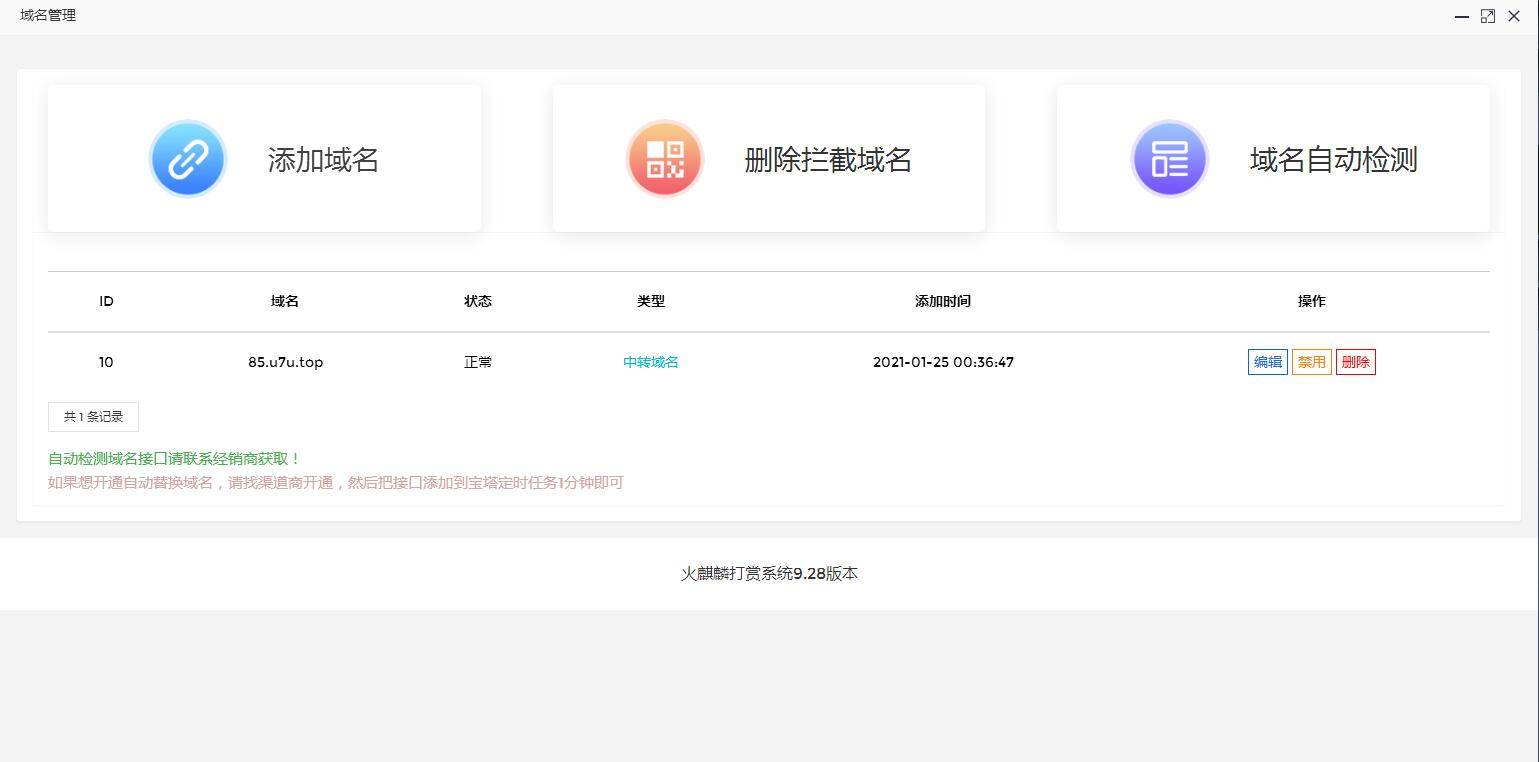 域名管理
添加域名
删除拦截域名
域名自动检测
ID 域名 状态 类型 添加时间 操作
10 85.u7u.top 正常 中转域名 2021-01-25 00:36:47 编辑 禁用 删除
共 1 条记录
自动检测域名接口请联系经销商获取！
如果想开通自动替换域名，请找渠道商开通，然后把接口添加到宝塔定时任务1分钟即可
火麒麟打赏系统9.28版本